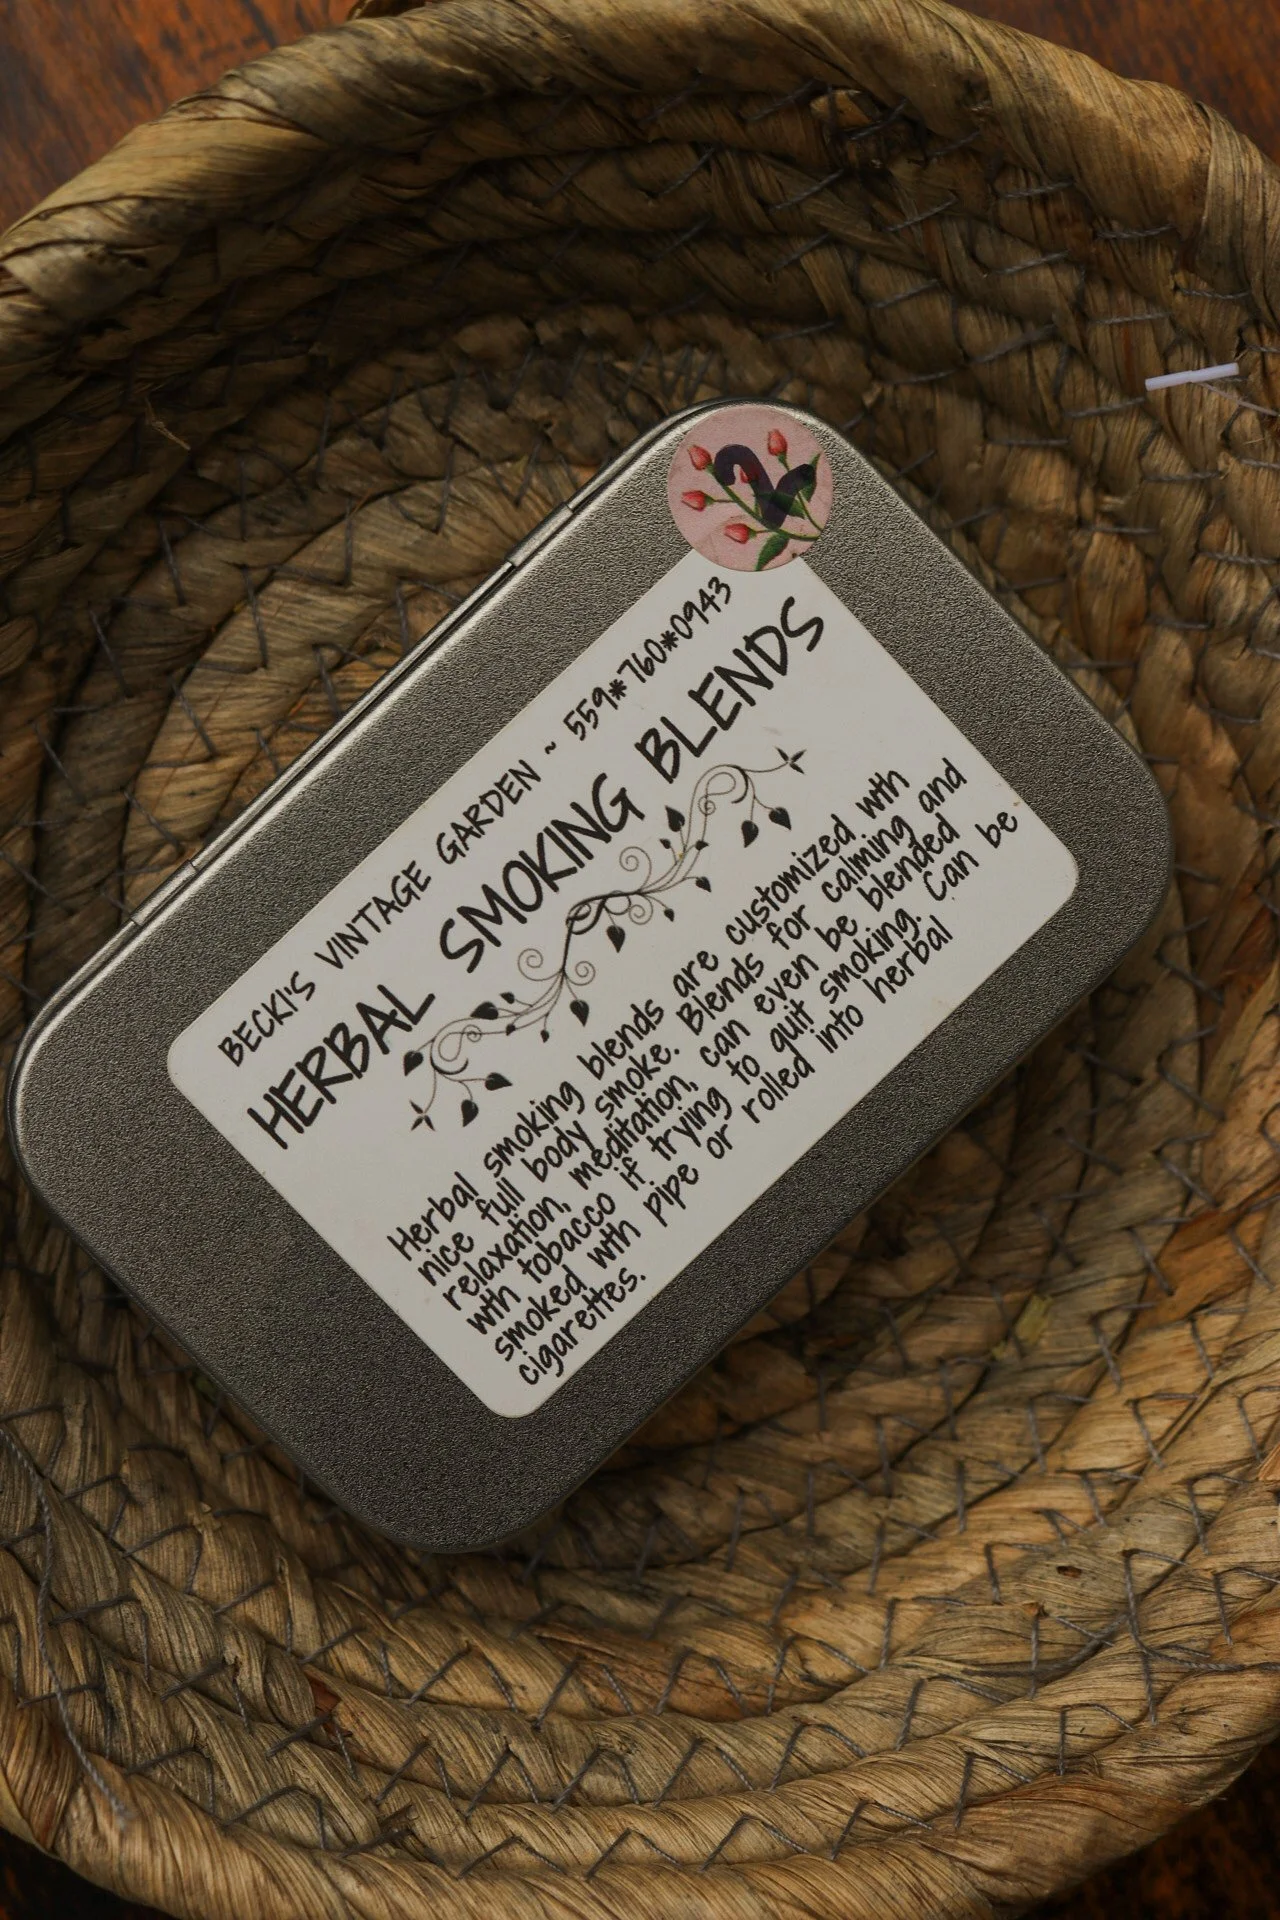 BECKI'S VINTAGE GARDEN ~ 559*760*0943
HERBAL SMOKING BLENDS
Herbal smoking blends are customized with
nice full body smoke. Blends for calming and
relaxation, meditation, can even be blended
with tobacco if trying to quit smoking. Can be
smoked with pipe or rolled into herbal
cigarettes.